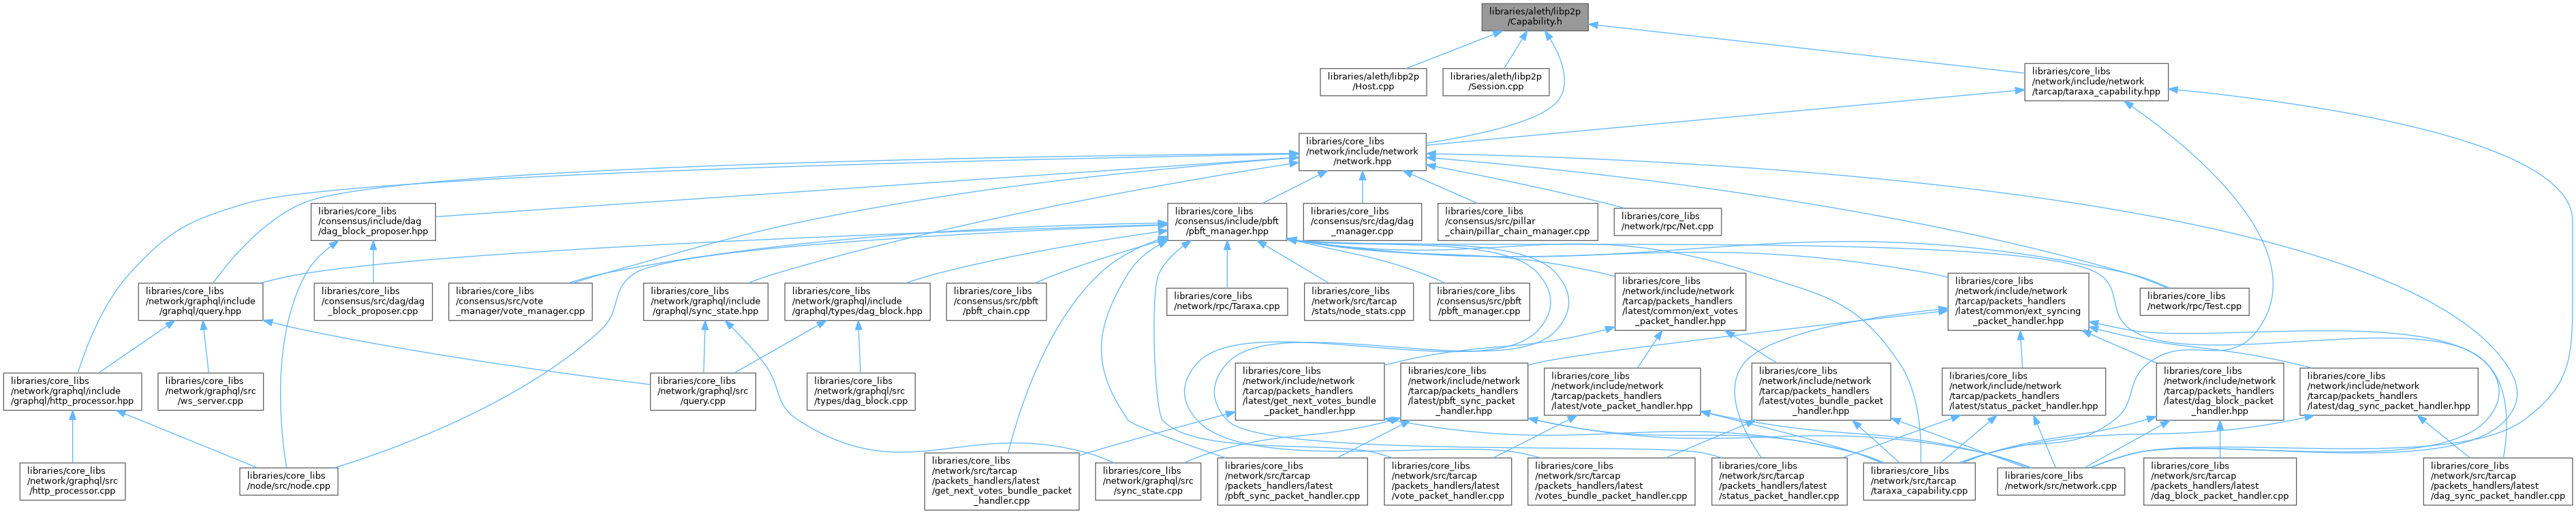 libraries/aleth/libp2p
/Capability.h
libraries/aleth/libp2p
/Host.cpp
libraries/aleth/libp2p
/Session.cpp
libraries/core_libs
/network/include/network
/tarcap/taraxa_capability.hpp
libraries/core_libs
/network/include/network
/network.hpp
libraries/core_libs
/consensus/include/dag
/dag_block_proposer.hpp
libraries/core_libs
/consensus/include/pbft
/pbft_manager.hpp
libraries/core_libs
/consensus/src/dag/dag
_manager.cpp
libraries/core_libs
/consensus/src/pillar
_chain/pillar_chain_manager.cpp
libraries/core_libs
/network/rpc/Net.cpp
libraries/core_libs
/network/graphql/include
/graphql/query.hpp
libraries/core_libs
/consensus/src/dag/dag
_block_proposer.cpp
libraries/core_libs
/consensus/src/vote
_manager/vote_manager.cpp
libraries/core_libs
/network/graphql/include
/graphql/sync_state.hpp
libraries/core_libs
/network/graphql/include
/graphql/types/dag_block.hpp
libraries/core_libs
/consensus/src/pbft
/pbft_chain.cpp
libraries/core_libs
/network/rpc/Taraxa.cpp
libraries/core_libs
/network/src/tarcap
/stats/node_stats.cpp
libraries/core_libs
/consensus/src/pbft
/pbft_manager.cpp
libraries/core_libs
/network/include/network
/tarcap/packets_handlers
/latest/common/ext_votes
_packet_handler.hpp
libraries/core_libs
/network/include/network
/tarcap/packets_handlers
/latest/common/ext_syncing
_packet_handler.hpp
libraries/core_libs
/network/rpc/Test.cpp
libraries/core_libs
/network/graphql/include
/graphql/http_processor.hpp
libraries/core_libs
/network/graphql/src
/ws_server.cpp
libraries/core_libs
/network/graphql/src
/query.cpp
libraries/core_libs
/network/graphql/src
/types/dag_block.cpp
libraries/core_libs
/network/include/network
/tarcap/packets_handlers
/latest/get_next_votes_bundle
_packet_handler.hpp
libraries/core_libs
/network/include/network
/tarcap/packets_handlers
/latest/pbft_sync_packet
_handler.hpp
libraries/core_libs
/network/include/network
/tarcap/packets_handlers
/latest/vote_packet_handler.hpp
libraries/core_libs
/network/include/network
/tarcap/packets_handlers
/latest/votes_bundle_packet
_handler.hpp
libraries/core_libs
/network/include/network
/tarcap/packets_handlers
/latest/status_packet_handler.hpp
libraries/core_libs
/network/include/network
/tarcap/packets_handlers
/latest/dag_block_packet
_handler.hpp
libraries/core_libs
/network/include/network
/tarcap/packets_handlers
/latest/dag_sync_packet_handler.hpp
libraries/core_libs
/network/graphql/src
/http_processor.cpp
libraries/core_libs
/node/src/node.cpp
libraries/core_libs
/network/src/tarcap
/packets_handlers/latest
/get_next_votes_bundle_packet
_handler.cpp
libraries/core_libs
/network/graphql/src
/sync_state.cpp
libraries/core_libs
/network/src/tarcap
/packets_handlers/latest
/pbft_sync_packet_handler.cpp
libraries/core_libs
/network/src/tarcap
/packets_handlers/latest
/vote_packet_handler.cpp
libraries/core_libs
/network/src/tarcap
/packets_handlers/latest
/votes_bundle_packet_handler.cpp
libraries/core_libs
/network/src/tarcap
/packets_handlers/latest
/status_packet_handler.cpp
libraries/core_libs
/network/src/tarcap
/taraxa_capability.cpp
libraries/core_libs
/network/src/network.cpp
libraries/core_libs
/network/src/tarcap
/packets_handlers/latest
/dag_block_packet_handler.cpp
libraries/core_libs
/network/src/tarcap
/packets_handlers/latest
/dag_sync_packet_handler.cpp